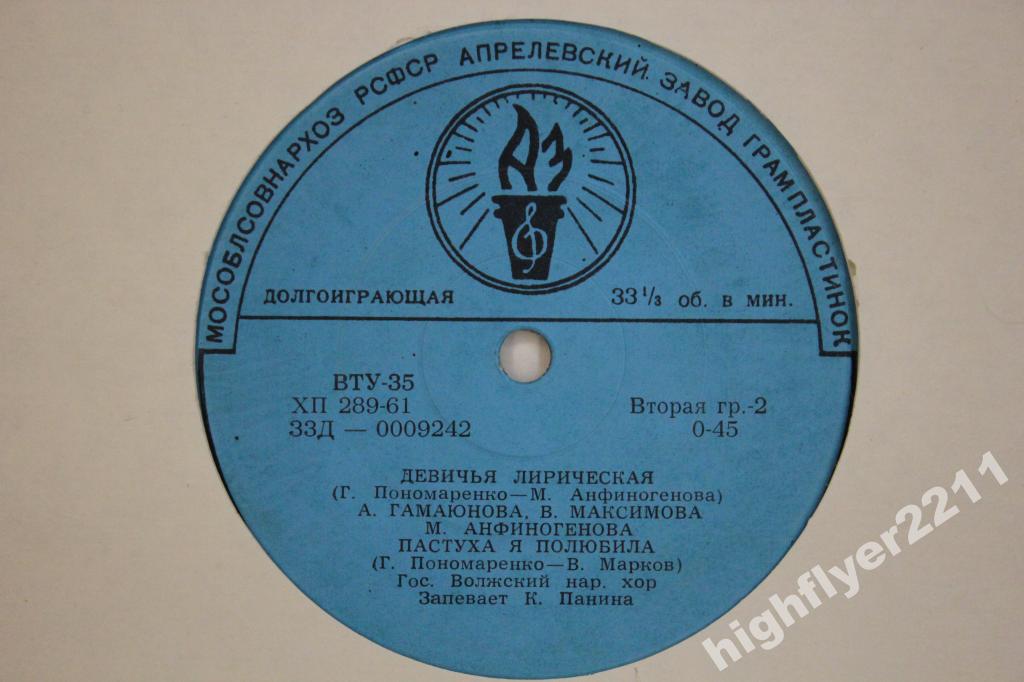 МОСОБЛСОВНАРХОЗ РСФСР АПРЕЛЕВСКИЙ ЗАВОД ГРАМПЛАСТИНОК
АЗ
ДОЛГОИГРАЮЩАЯ 33 1/3 об. в мин.
ВТУ-35
ХП 289-61 Вторая гр.-2
33Д — 0009242 0-45
ДЕВИЧЬЯ ЛИРИЧЕСКАЯ
(Г. Пономаренко—М. Анфиногенова)
А. ГАМАЮНОВА, В. МАКСИМОВА
М. АНФИНОГЕНОВА
ПАСТУХА Я ПОЛЮБИЛА
(Г. Пономаренко—В. Марков)
Гос. Волжский нар. хор
Запевает К. Панина
highflyer2211